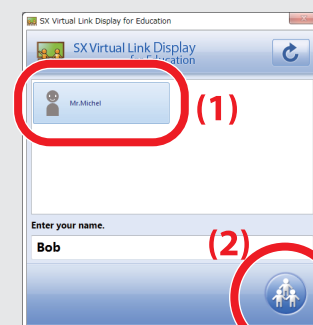 SX Virtual Link Display for Education
SX Virtual Link Display
for Education
Mr.Michel
(1)
Enter your name.
Bob
(2)